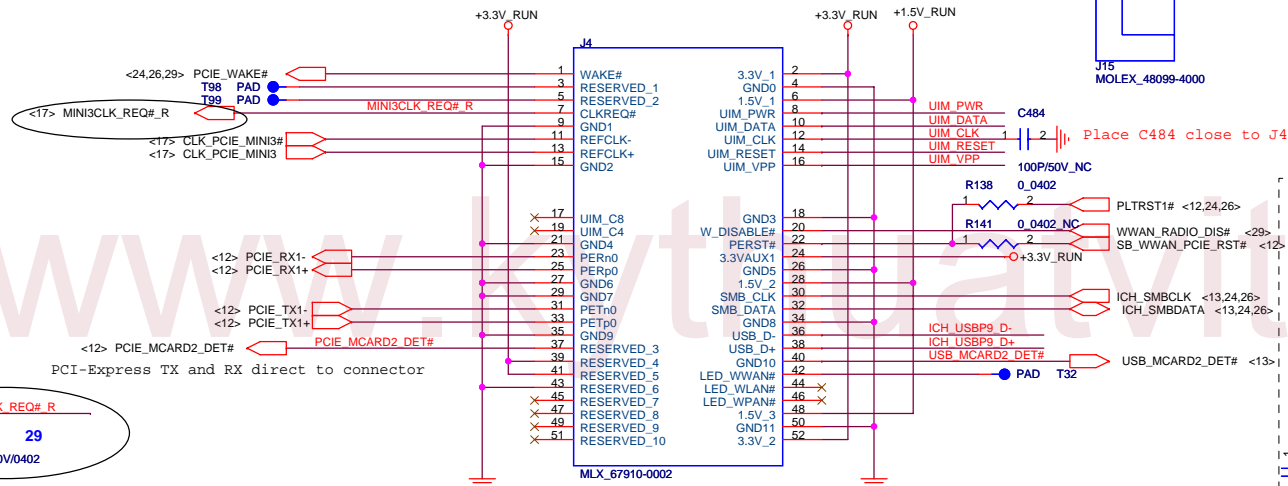 +3.3V_RUN
+3.3V_RUN +1.5V_RUN
J4
J15
MOLEX_48099-4000
<24,26,29> PCIE_WAKE# 1 WAKE# 3.3V_1 2
T98 PAD 3 RESERVED_1 GND0 4
T99 PAD 5 RESERVED_2 1.5V_1 6
<17> MINI3CLK_REQ#_R MINI3CLK_REQ#_R 7 CLKREQ# UIM_PWR 8 UIM_PWR C484
9 GND1 UIM_DATA 10 UIM_DATA
<17> CLK_PCIE_MINI3# 11 REFCLK- UIM_CLK 12 UIM_CLK 1 2 Place C484 close to J4
<17> CLK_PCIE_MINI3 13 REFCLK+ UIM_RESET 14 UIM_RESET
15 GND2 UIM_VPP 16 UIM_VPP 100P/50V_NC
R138 0_0402
1 2 PLTRST1# <12,24,26>
17 UIM_C8 GND3 18
R141 0_0402_NC
19 UIM_C4 W_DISABLE# 20 WWAN_RADIO_DIS# <29>
21 GND4 PERST# 22 1 2 SB_WWAN_PCIE_RST# <12>
<12> PCIE_RX1- 23 PERn0 3.3VAUX1 24 +3.3V_RUN
<12> PCIE_RX1+ 25 PERp0 GND5 26
27 GND6 1.5V_2 28
29 GND7 SMB_CLK 30 ICH_SMBCLK <13,24,26>
<12> PCIE_TX1- 31 PETn0 SMB_DATA 32 ICH_SMBDATA <13,24,26>
<12> PCIE_TX1+ 33 PETp0 GND8 34
35 GND9 USB_D- 36 ICH_USBP9_D-
<12> PCIE_MCARD2_DET# PCIE_MCARD2_DET# 37 RESERVED_3 USB_D+ 38 ICH_USBP9_D+
39 RESERVED_4 GND10 40 USB_MCARD2_DET# USB_MCARD2_DET# <13>
PCI-Express TX and RX direct to connector
41 RESERVED_5 LED_WWAN# 42 PAD T32
43 RESERVED_6 LED_WLAN# 44
45 RESERVED_7 LED_WPAN# 46
47 RESERVED_8 1.5V_3 48
49 RESERVED_9 GND11 50
51 RESERVED_10 3.3V_2 52
MLX_67910-0002
K_REQ#_R
29
0V/0402
www.kythuatvit